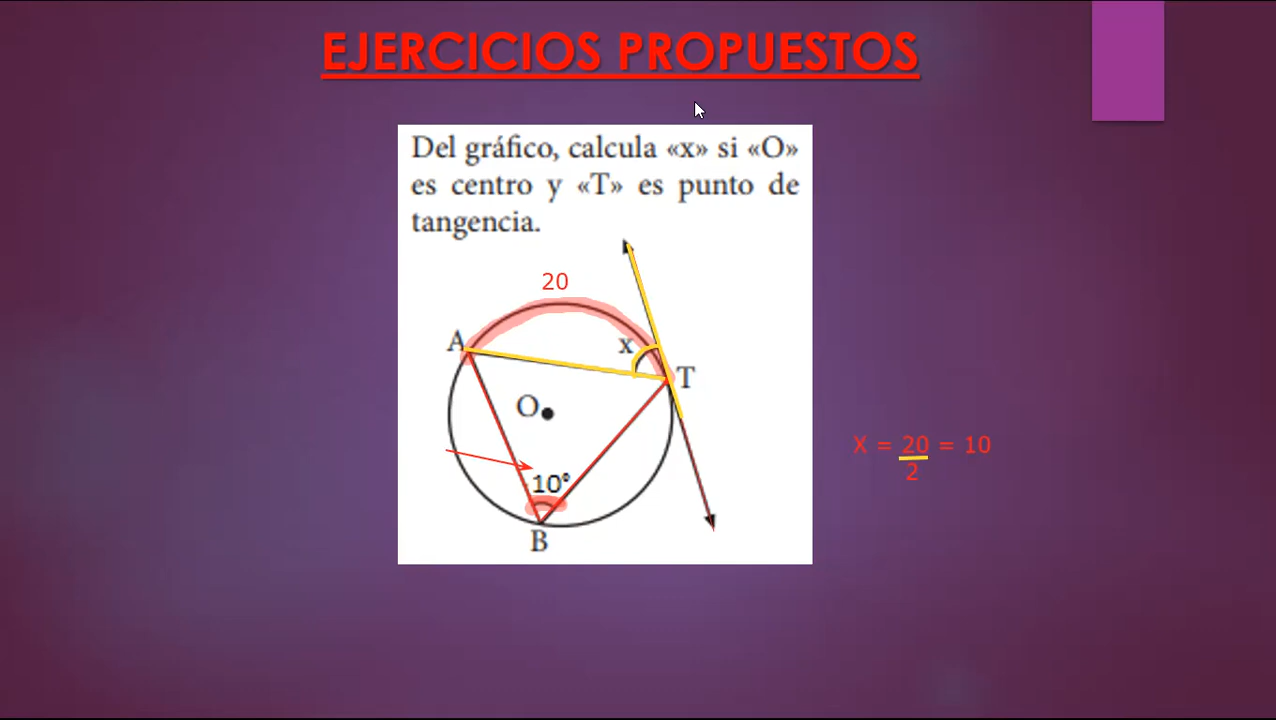 EJERCICIOS PROPUESTOS
Del gráfico, calcula «x» si «O»
es centro y «T» es punto de
tangencia.
20
A
x
T
O
10°
B
X = 20 = 10
2